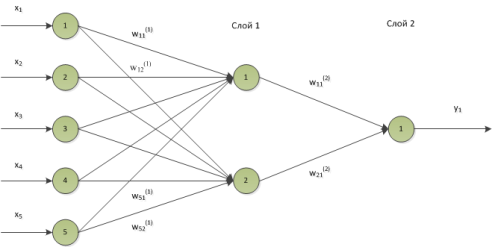 x₁
1
w₁₁⁽¹⁾
Слой 1
Слой 2
x₂
2
w₁₂⁽¹⁾
1
w₁₁⁽²⁾
x₃
3
1
y₁
x₄
4
2
w₂₁⁽²⁾
w₅₁⁽¹⁾
x₅
5
w₅₂⁽¹⁾